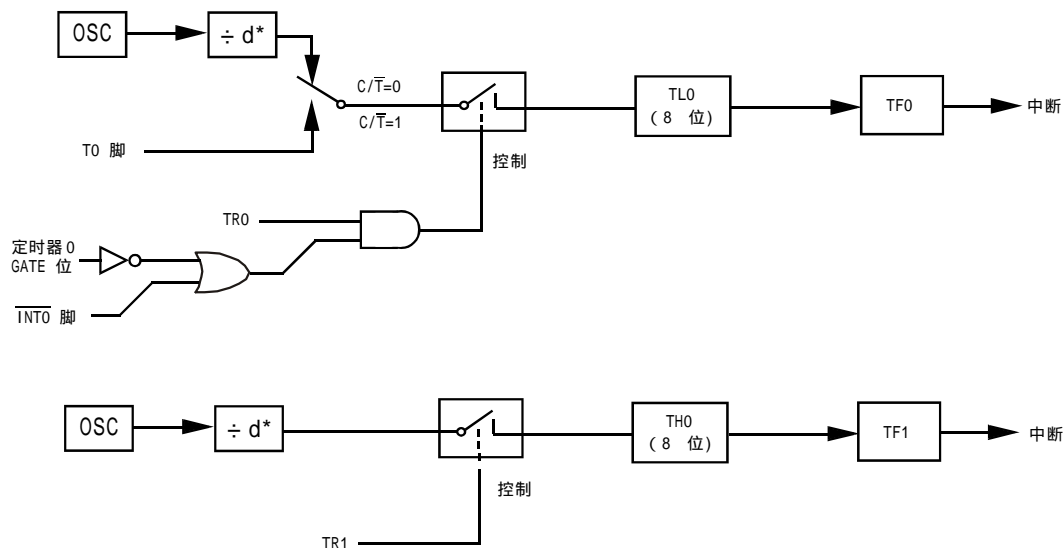 OSC
÷ d*
C/T̅=0
C/T̅=1
T0 脚
控制
TL0
(8 位)
TF0
中断
TR0
定时器0
GATE 位
I̅N̅T̅0̅ 脚
OSC
÷ d*
控制
TR1
TH0
(8 位)
TF1
中断